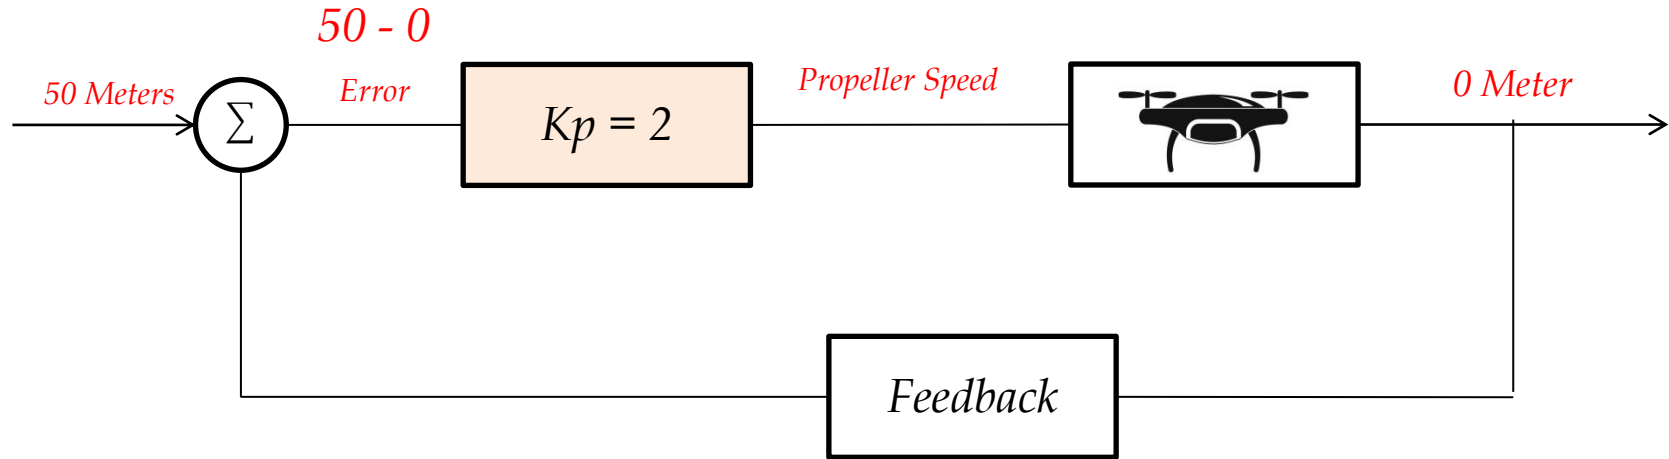 50 - 0
50 Meters
Error
Propeller Speed
0 Meter
∑
Kp = 2
Feedback